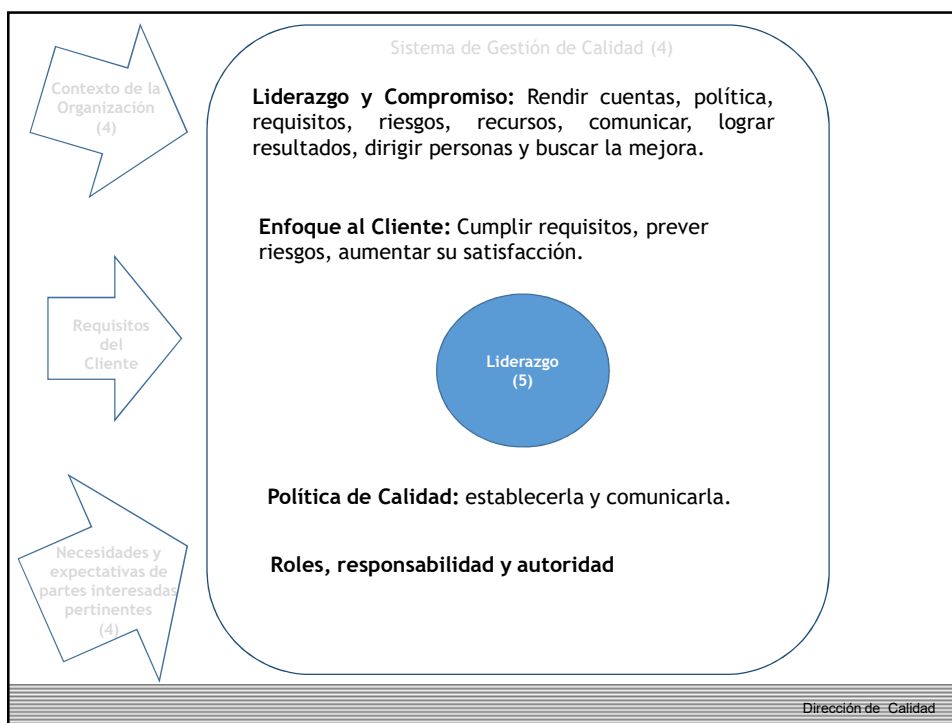 Sistema de Gestión de Calidad (4)
Contexto de la
Organización
(4)
Liderazgo y Compromiso: Rendir cuentas, política,
requisitos, riesgos, recursos, comunicar, lograr
resultados, dirigir personas y buscar la mejora.
Enfoque al Cliente: Cumplir requisitos, prever
riesgos, aumentar su satisfacción.
Requisitos
del
Cliente
Liderazgo
(5)
Política de Calidad: establecerla y comunicarla.
Necesidades y
expectativas de
partes interesadas
pertinentes
(4)
Roles, responsabilidad y autoridad
Dirección de Calidad